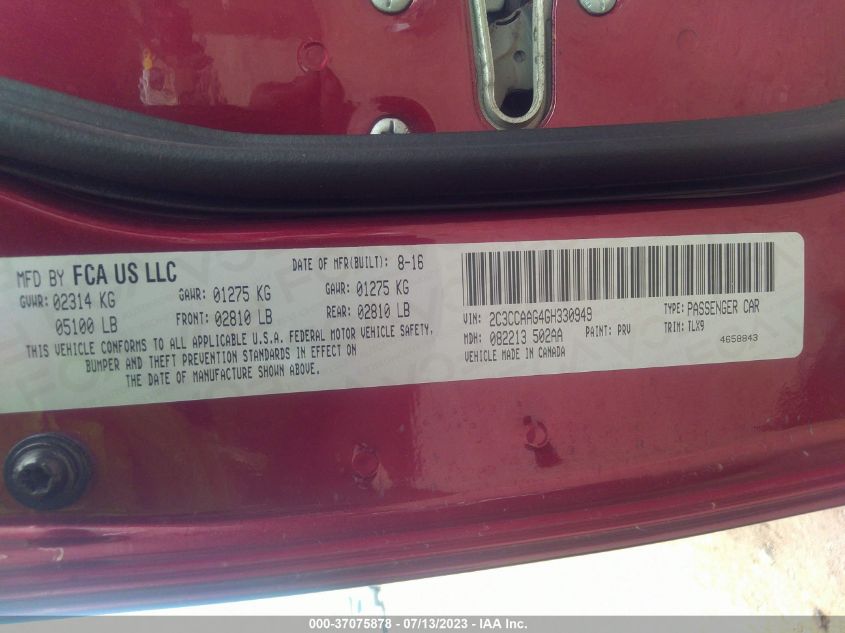 MFD BY FCA US LLC
DATE OF MFR(BUILT): 8-16
GVWR: 02314 KG GAWR: 01275 KG GAWR: 01275 KG
05100 LB FRONT: 02810 LB REAR: 02810 LB
THIS VEHICLE CONFORMS TO ALL APPLICABLE U.S.A. FEDERAL MOTOR VEHICLE SAFETY,
BUMPER AND THEFT PREVENTION STANDARDS IN EFFECT ON
THE DATE OF MANUFACTURE SHOWN ABOVE.
VIN: 2C3CCAAG4GH330949 TYPE: PASSENGER CAR
MDH: 082213 502AA PAINT: PRV TRIM: TLX9
VEHICLE MADE IN CANADA 4658843
000-37075878 - 07/13/2023 - IAA Inc.